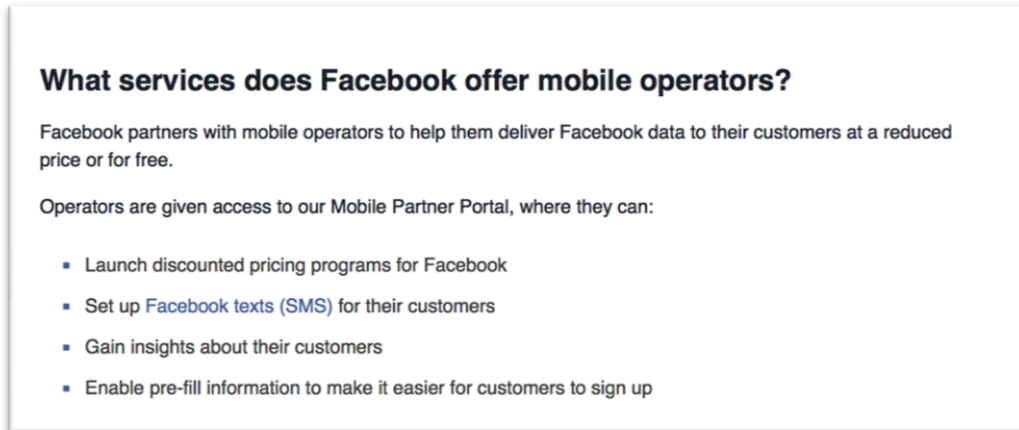 What services does Facebook offer mobile operators?
Facebook partners with mobile operators to help them deliver Facebook data to their customers at a reduced
price or for free.
Operators are given access to our Mobile Partner Portal, where they can:
▪ Launch discounted pricing programs for Facebook
▪ Set up Facebook texts (SMS) for their customers
▪ Gain insights about their customers
▪ Enable pre-fill information to make it easier for customers to sign up